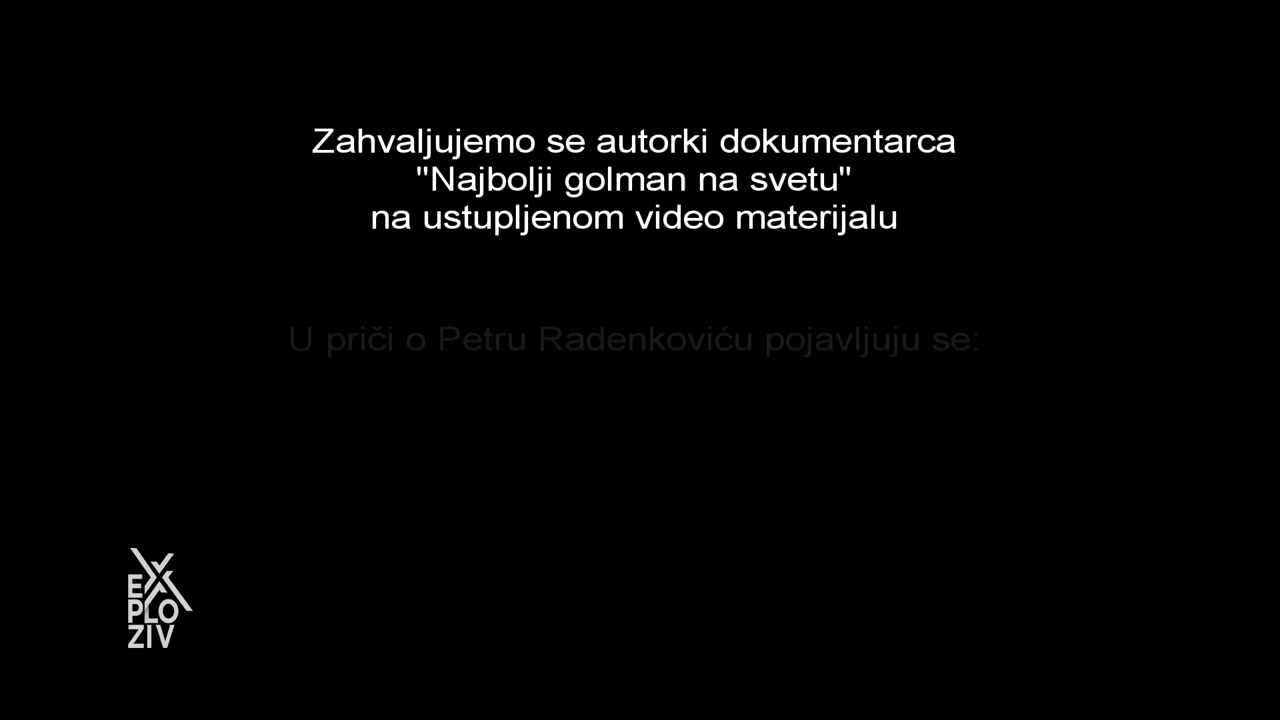 Zahvaljujemo se autorki dokumentarca
"Najbolji golman na svetu"
na ustupljenom video materijalu
U priči o Petru Radenkoviću pojavljuju se:
EX
PLO
ZIV